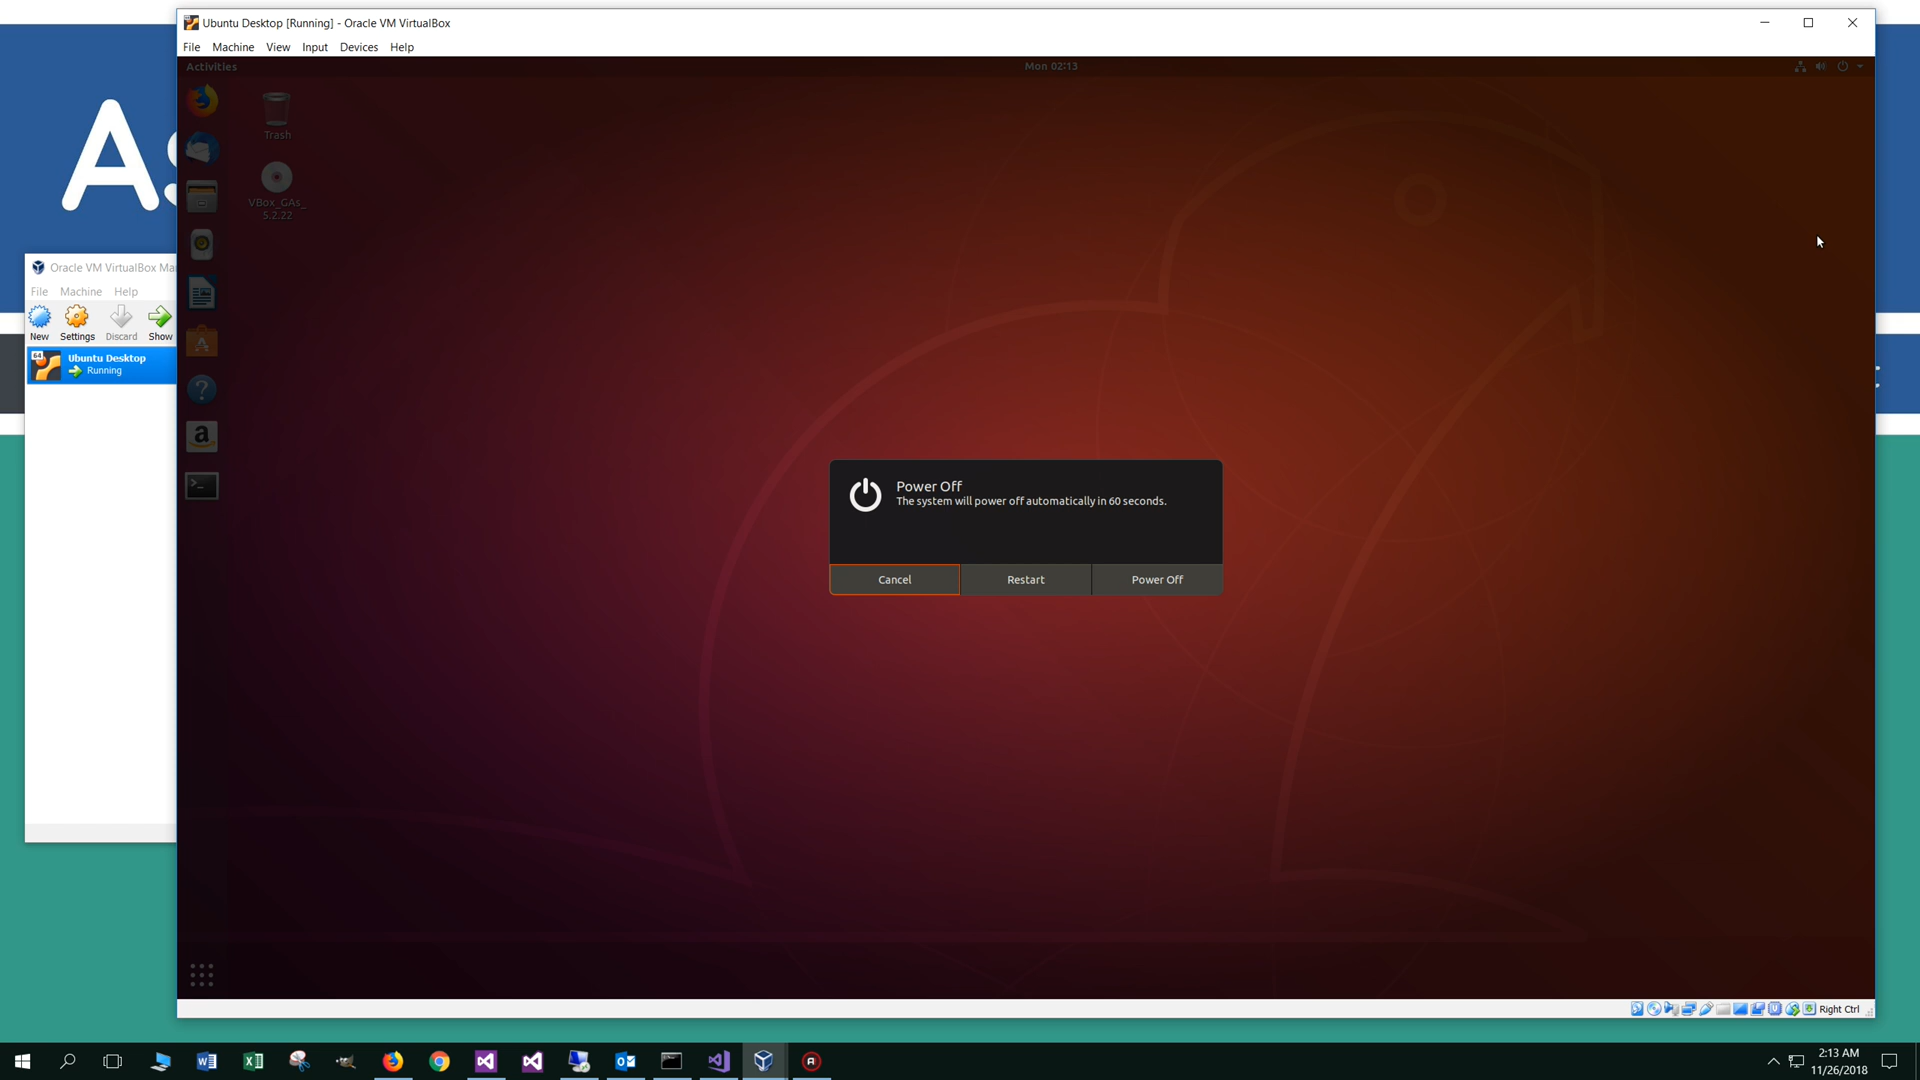 Ubuntu Desktop [Running] - Oracle VM VirtualBox
File Machine View Input Devices Help
Activities
Mon 02:13
Trash
VBox_GAs_
5.2.22
Oracle VM VirtualBox Ma
File Machine Help
New Settings Discard Show
64
Ubuntu Desktop
Running
Power Off
The system will power off automatically in 60 seconds.
Cancel Restart Power Off
Right Ctrl
2:13 AM
11/26/2018